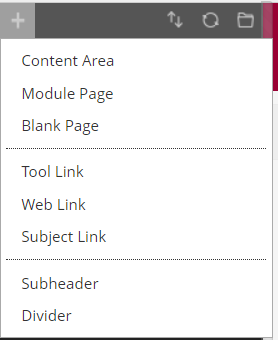 Content Area
Module Page
Blank Page
Tool Link
Web Link
Subject Link
Subheader
Divider